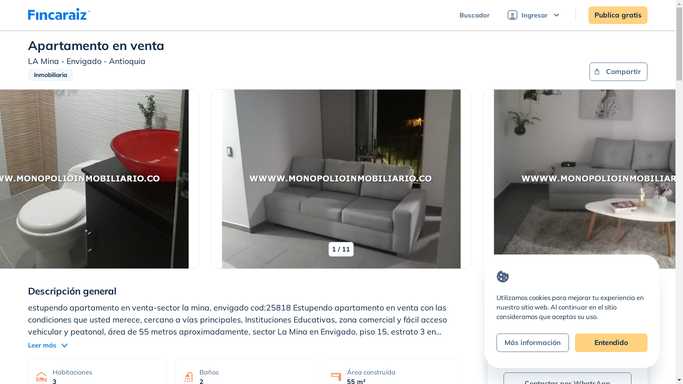 Fincaraiz
Buscador
Ingresar
Publica gratis
Apartamento en venta
LA Mina - Envigado - Antioquia
Inmobiliaria
Compartir
WWWW.MONOPOLIOINMOBILIARIO.CO
WWWW.MONOPOLIOINMOBILIARIO.CO
WWWW.MONOPOLIOINMOBILIARIO
1 / 11
Descripción general
estupendo apartamento en venta-sector la mina, envigado cod:25818 Estupendo apartamento en venta con las
condiciones que usted merece, cercano a vías principales, Instituciones Educativas, zona comercial y fácil acceso
vehicular y peatonal, área de 55 metros aproximadamente, sector La Mina en Envigado, piso 15, estrato 3 en...
Leer más
Habitaciones
3
Baños
2
Área construida
55 m²
Utilizamos cookies para mejorar tu experiencia en
nuestro sitio web. Al continuar en el sitio
consideramos que aceptas su uso.
Más información
Entendido
Contactar por WhatsApp